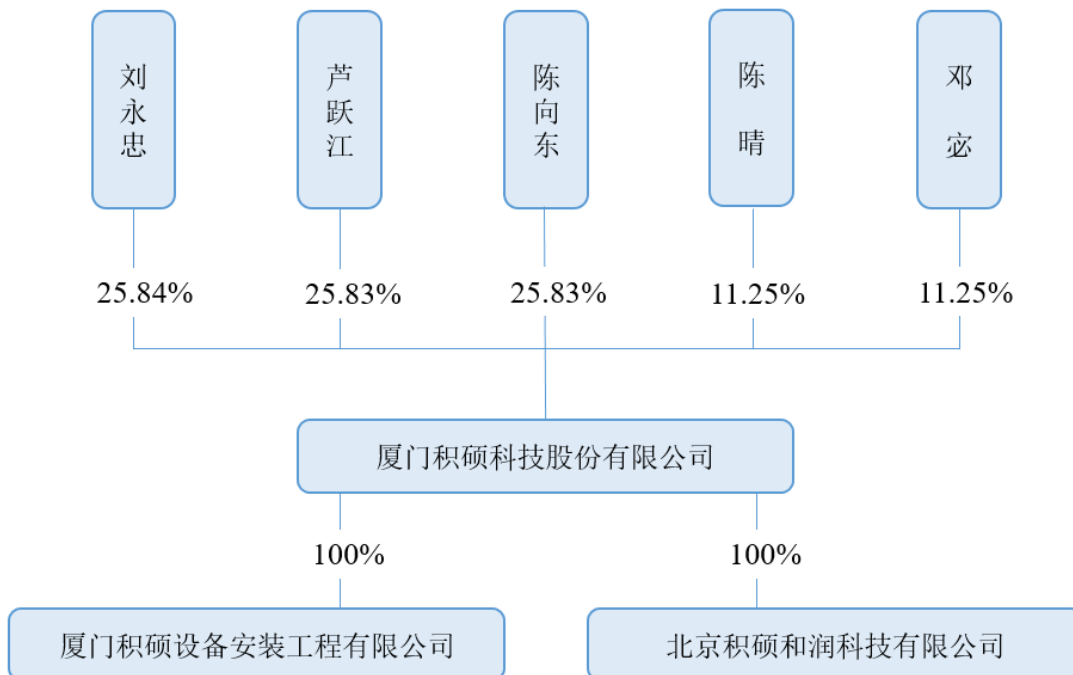 刘永忠
芦跃江
陈向东
陈晴
邓宓
25.84%
25.83%
25.83%
11.25%
11.25%
厦门积硕科技股份有限公司
100%
100%
厦门积硕设备安装工程有限公司
北京积硕和润科技有限公司